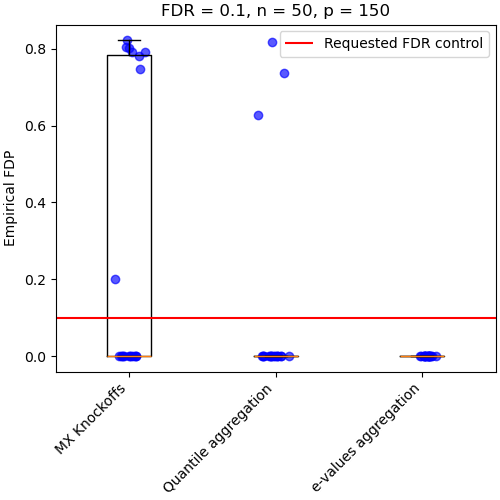 FDR = 0.1, n = 50, p = 150
Requested FDR control
Empirical FDP
0.8
0.6
0.4
0.2
0.0
MX Knockoffs
Quantile aggregation
e-values aggregation